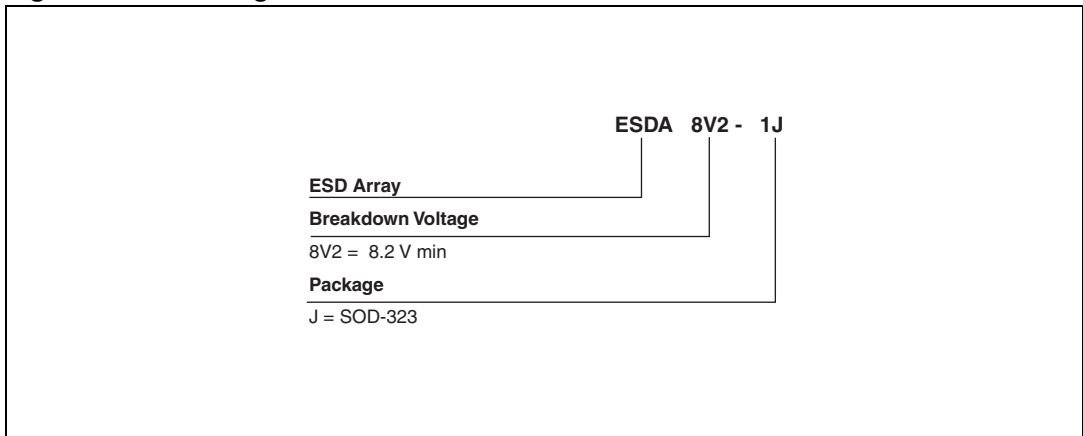 ESDA 8V2 - 1J
ESD Array
Breakdown Voltage
8V2 = 8.2 V min
Package
J = SOD-323